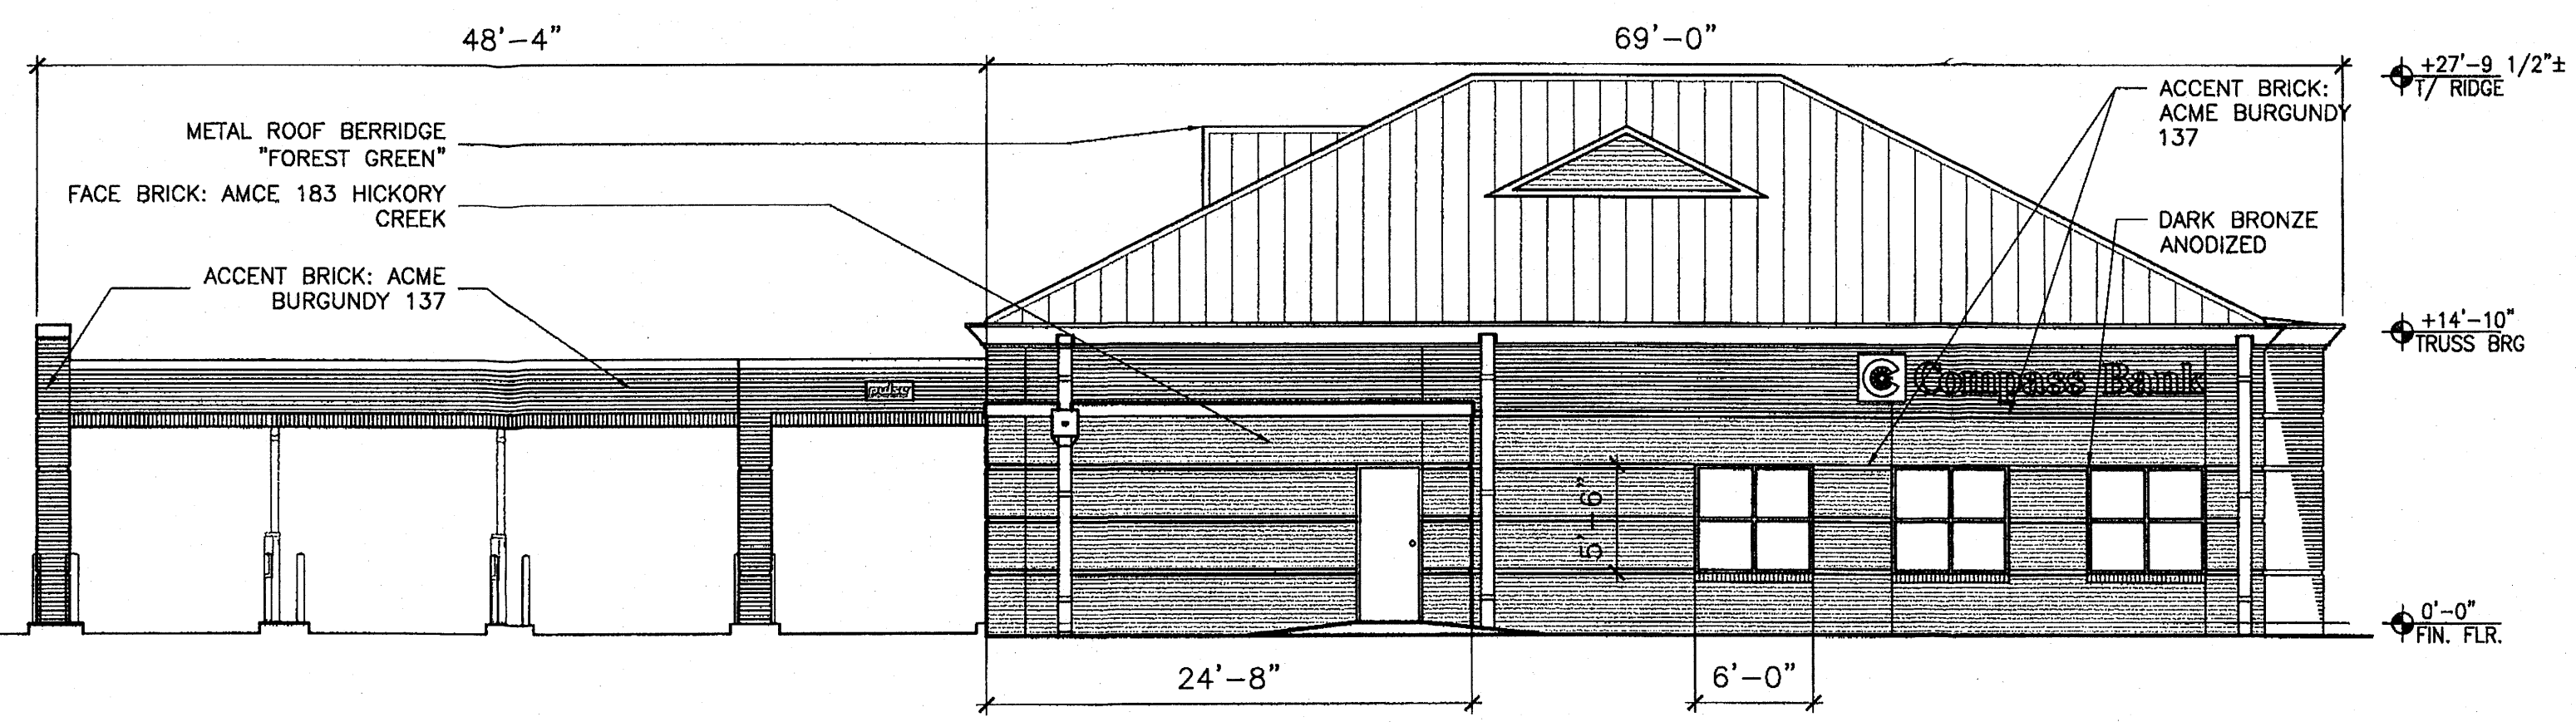 48'-4"
69'-0"
+27'-9 1/2"±
T/ RIDGE
ACCENT BRICK:
ACME BURGUNDY
137
METAL ROOF BERRIDGE
"FOREST GREEN"
FACE BRICK: AMCE 183 HICKORY
CREEK
DARK BRONZE
ANODIZED
ACCENT BRICK: ACME
BURGUNDY 137
+14'-10"
TRUSS BRG
pulse
C Compass Bank
5'-6"
0'-0"
FIN. FLR.
24'-8"
6'-0"